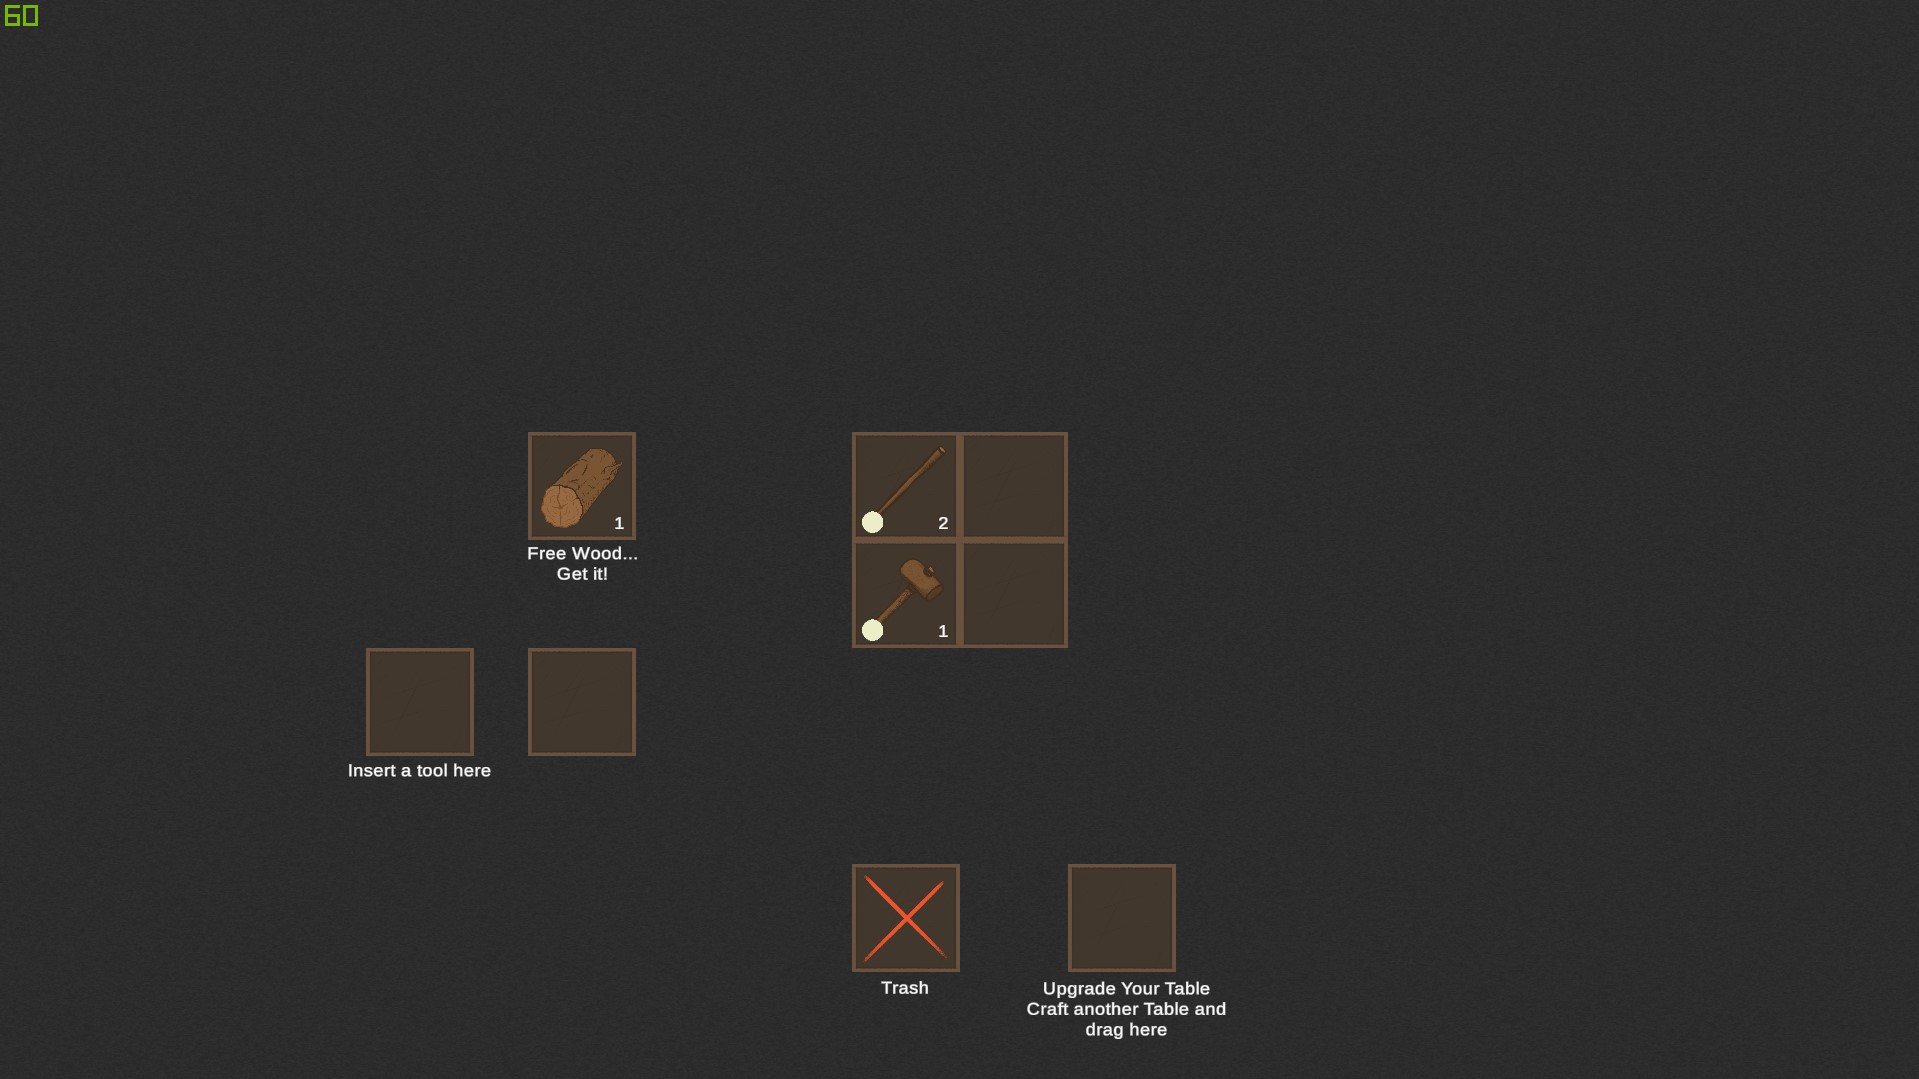 60
1
2
Free Wood...
Get it!
1
Insert a tool here
Trash
Upgrade Your Table
Craft another Table and
drag here